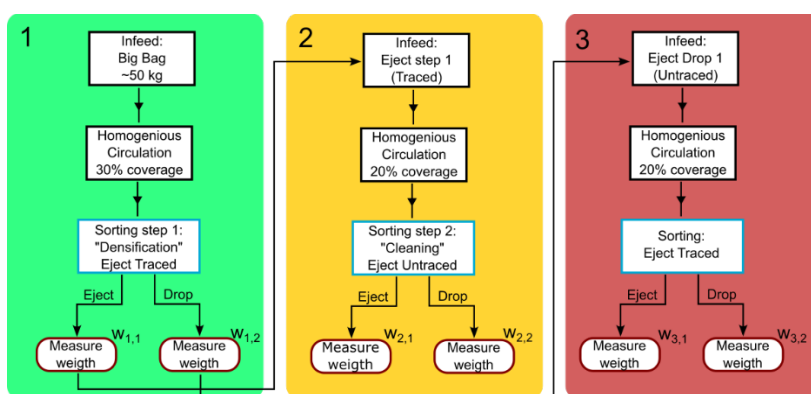 1
Infeed:
Big Bag
~50 kg
Homogenious
Circulation
30% coverage
Sorting step 1:
"Densification"
Eject Traced
Eject
Drop
Measure
weigth
w1,1
Measure
weigth
w1,2
2
Infeed:
Eject step 1
(Traced)
Homogenious
Circulation
20% coverage
Sorting step 2:
"Cleaning"
Eject Untraced
Eject
Drop
Measure
weigth
w2,1
Measure
weigth
w2,2
3
Infeed:
Eject Drop 1
(Untraced)
Homogenious
Circulation
20% coverage
Sorting:
Eject Traced
Eject
Drop
Measure
weigth
w3,1
Measure
weigth
w3,2